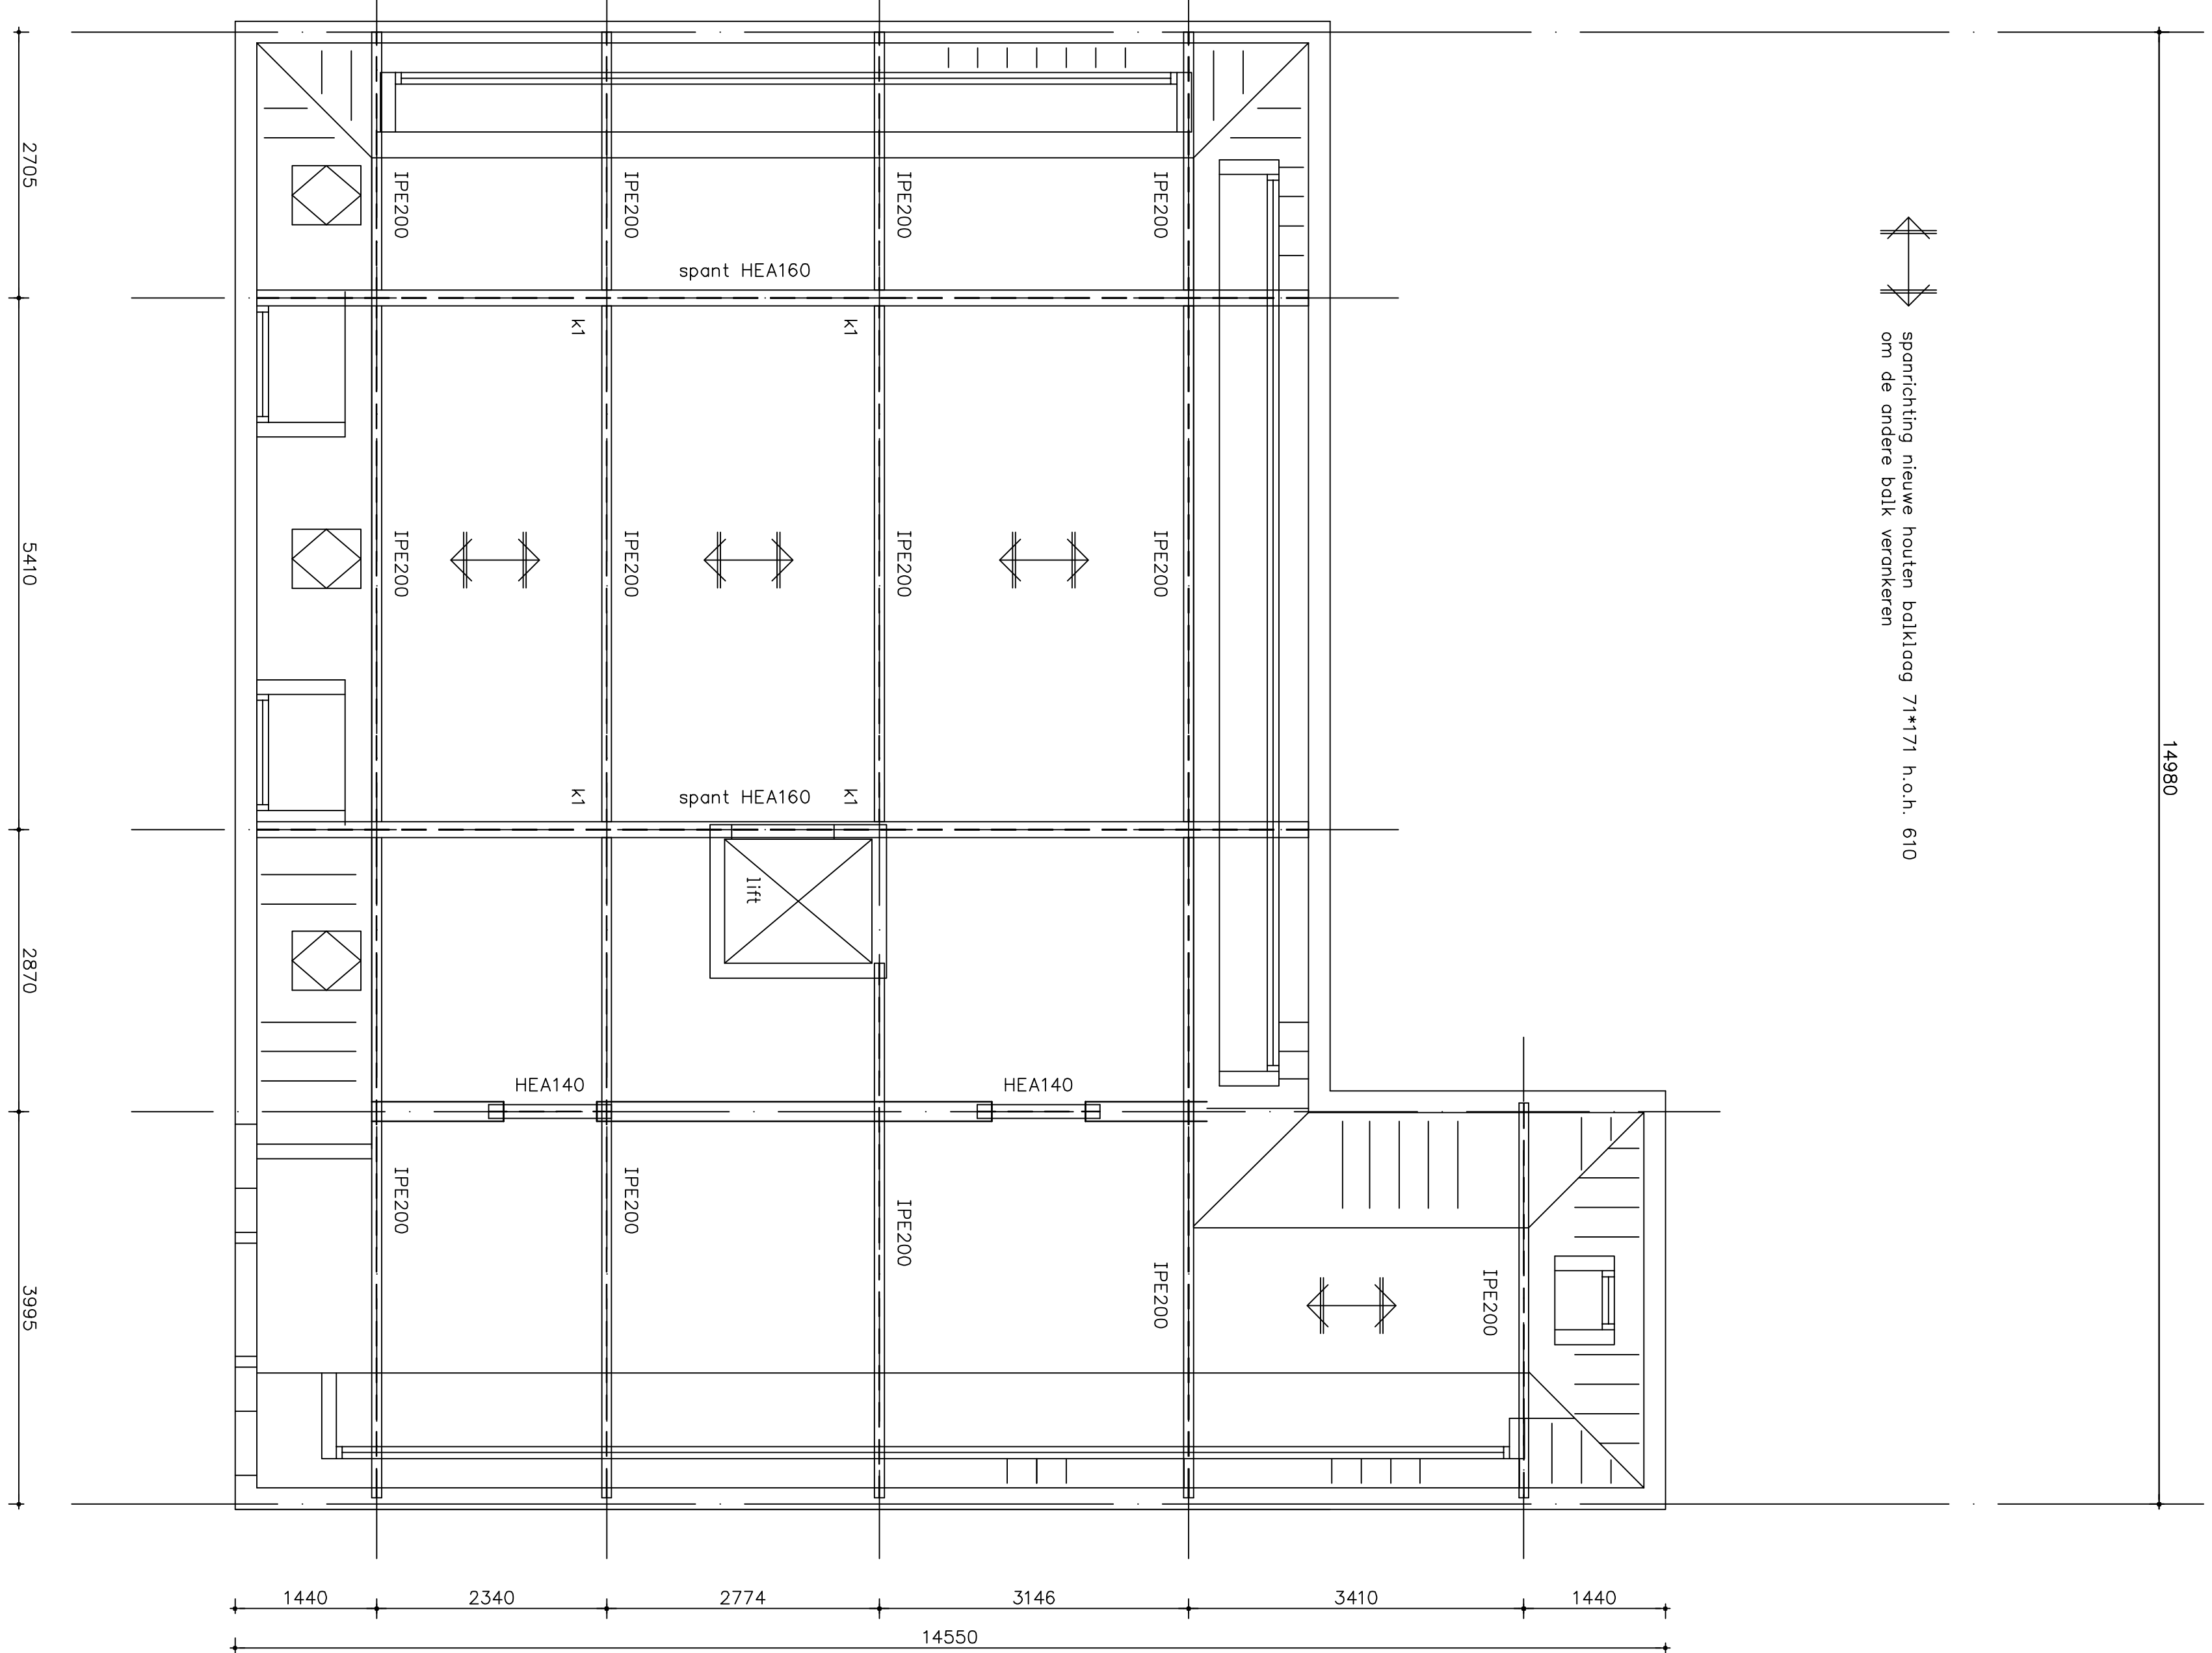 2705
5410
2870
3995
14980
IPE200
IPE200
IPE200
IPE200
spant HEA160
k1
k1
IPE200
IPE200
IPE200
IPE200
k1
spant HEA160
k1
lift
HEA140
HEA140
IPE200
IPE200
IPE200
IPE200
IPE200
spanrichting nieuwe houten balklaag 71*171 h.o.h. 610
om de andere balk verankeren
1440
2340
2774
3146
3410
1440
14550